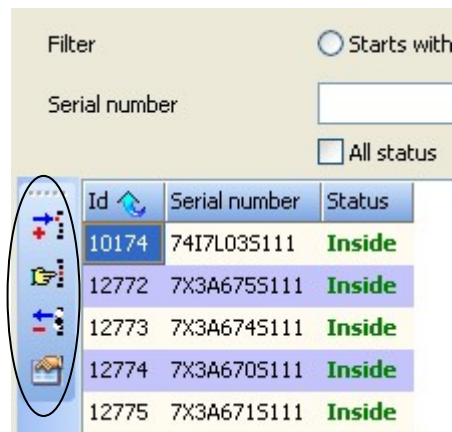 Filter Starts with
Serial number
All status
Id Serial number Status
10174 74I7L03S111 Inside
12772 7X3A675S111 Inside
12773 7X3A674S111 Inside
12774 7X3A670S111 Inside
12775 7X3A671S111 Inside